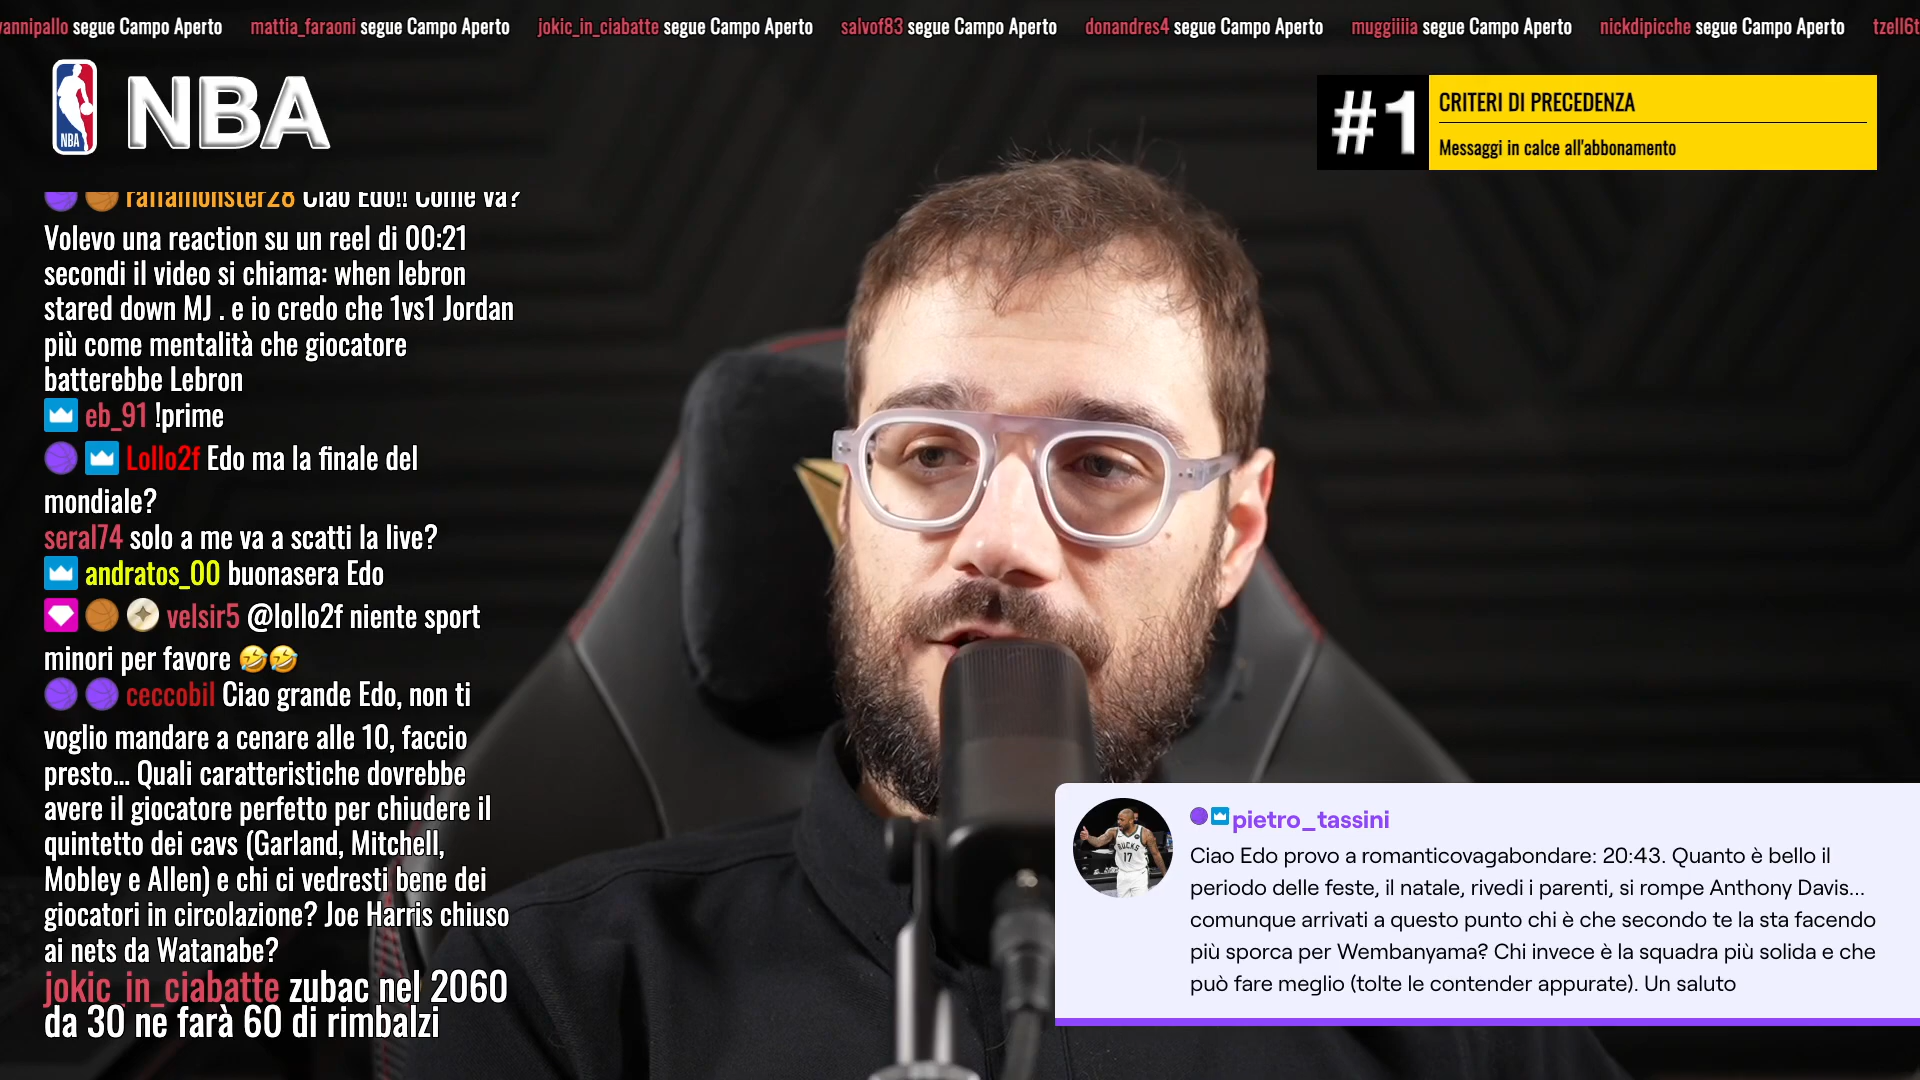 vannipallo segue Campo Aperto mattia_faraoni segue Campo Aperto jokic_in_ciabatte segue Campo Aperto salvof83 segue Campo Aperto donandres4 segue Campo Aperto muggiiiia segue Campo Aperto nickdipicche segue Campo Aperto tzell6t
NBA
NBA
#1
CRITERI DI PRECEDENZA
Messaggi in calce all'abbonamento
raffamonster28 Ciao Edo!! Come va?
Volevo una reaction su un reel di 00:21
secondi il video si chiama: when lebron
stared down MJ . e io credo che 1vs1 Jordan
più come mentalità che giocatore
batterebbe Lebron
eb_91 !prime
Lollo2f Edo ma la finale del
mondiale?
seral74 solo a me va a scatti la live?
andratos_00 buonasera Edo
velsir5 @lollo2f niente sport
minori per favore 🤣🤣
ceccobil Ciao grande Edo, non ti
voglio mandare a cenare alle 10, faccio
presto... Quali caratteristiche dovrebbe
avere il giocatore perfetto per chiudere il
quintetto dei cavs (Garland, Mitchell,
Mobley e Allen) e chi ci vedresti bene dei
giocatori in circolazione? Joe Harris chiuso
ai nets da Watanabe?
jokic_in_ciabatte zubac nel 2060
da 30 ne farà 60 di rimbalzi
BUCKS
17
pietro_tassini
Ciao Edo provo a romanticovagabondare: 20:43. Quanto è bello il
periodo delle feste, il natale, rivedi i parenti, si rompe Anthony Davis...
comunque arrivati a questo punto chi è che secondo te la sta facendo
più sporca per Wembanyama? Chi invece è la squadra più solida e che
può fare meglio (tolte le contender appurate). Un saluto